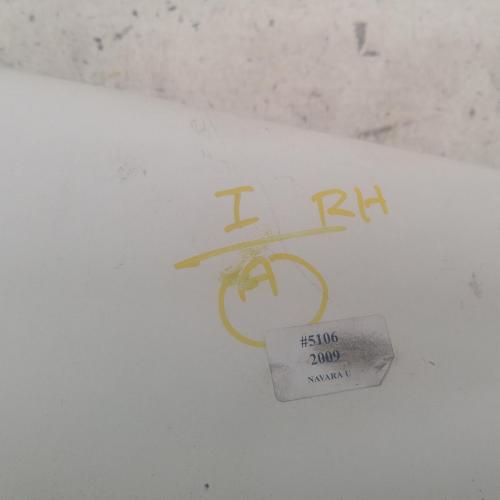 I RH
A
#5106
2009
NAVARA U